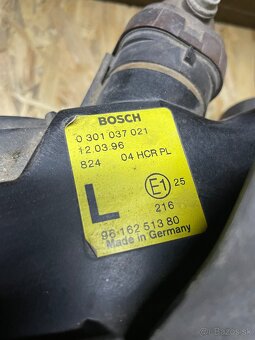 BOSCH
0 301 037 021
12.03.96
824 04 HCR PL
L E1 25
216
96 162 513 80
Made in Germany